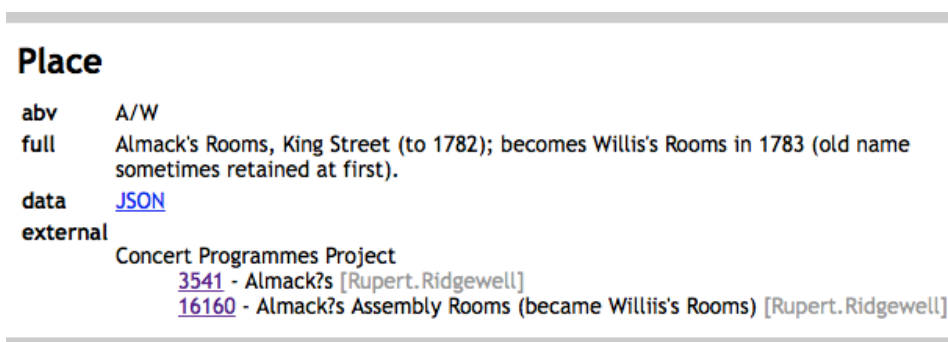 Place
abv A/W
full Almack's Rooms, King Street (to 1782); becomes Willis's Rooms in 1783 (old name
sometimes retained at first).
data JSON
external
Concert Programmes Project
3541 - Almack?s [Rupert.Ridgewell]
16160 - Almack?s Assembly Rooms (became Williis's Rooms) [Rupert.Ridgewell]